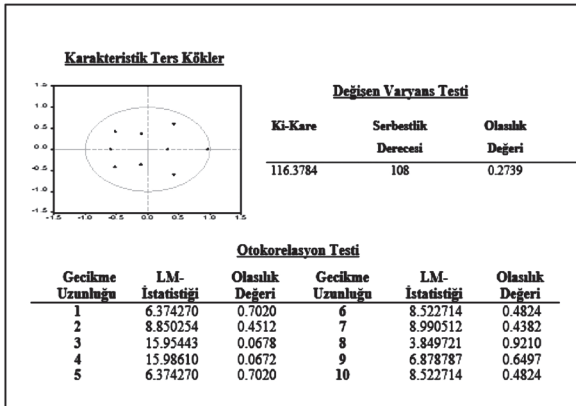 Karakteristik Ters Kökler
1.5
1.0
0.5
0.0
-0.5
-1.0
-1.5
-1.5 -1.0 -0.5 0.0 0.5 1.0 1.5
Değişen Varyans Testi
Ki-Kare Serbestlik Derecesi Olasılık Değeri
116.3784 108 0.2739
Otokorelasyon Testi
Gecikme LM- Olasılık Gecikme LM- Olasılık
Uzunluğu İstatistiği Değeri Uzunluğu İstatistiği Değeri
1 6.374270 0.7020 6 8.522714 0.4824
2 8.850254 0.4512 7 8.990512 0.4382
3 15.95443 0.0678 8 3.849721 0.9210
4 15.98610 0.0672 9 6.878787 0.6497
5 6.374270 0.7020 10 8.522714 0.4824